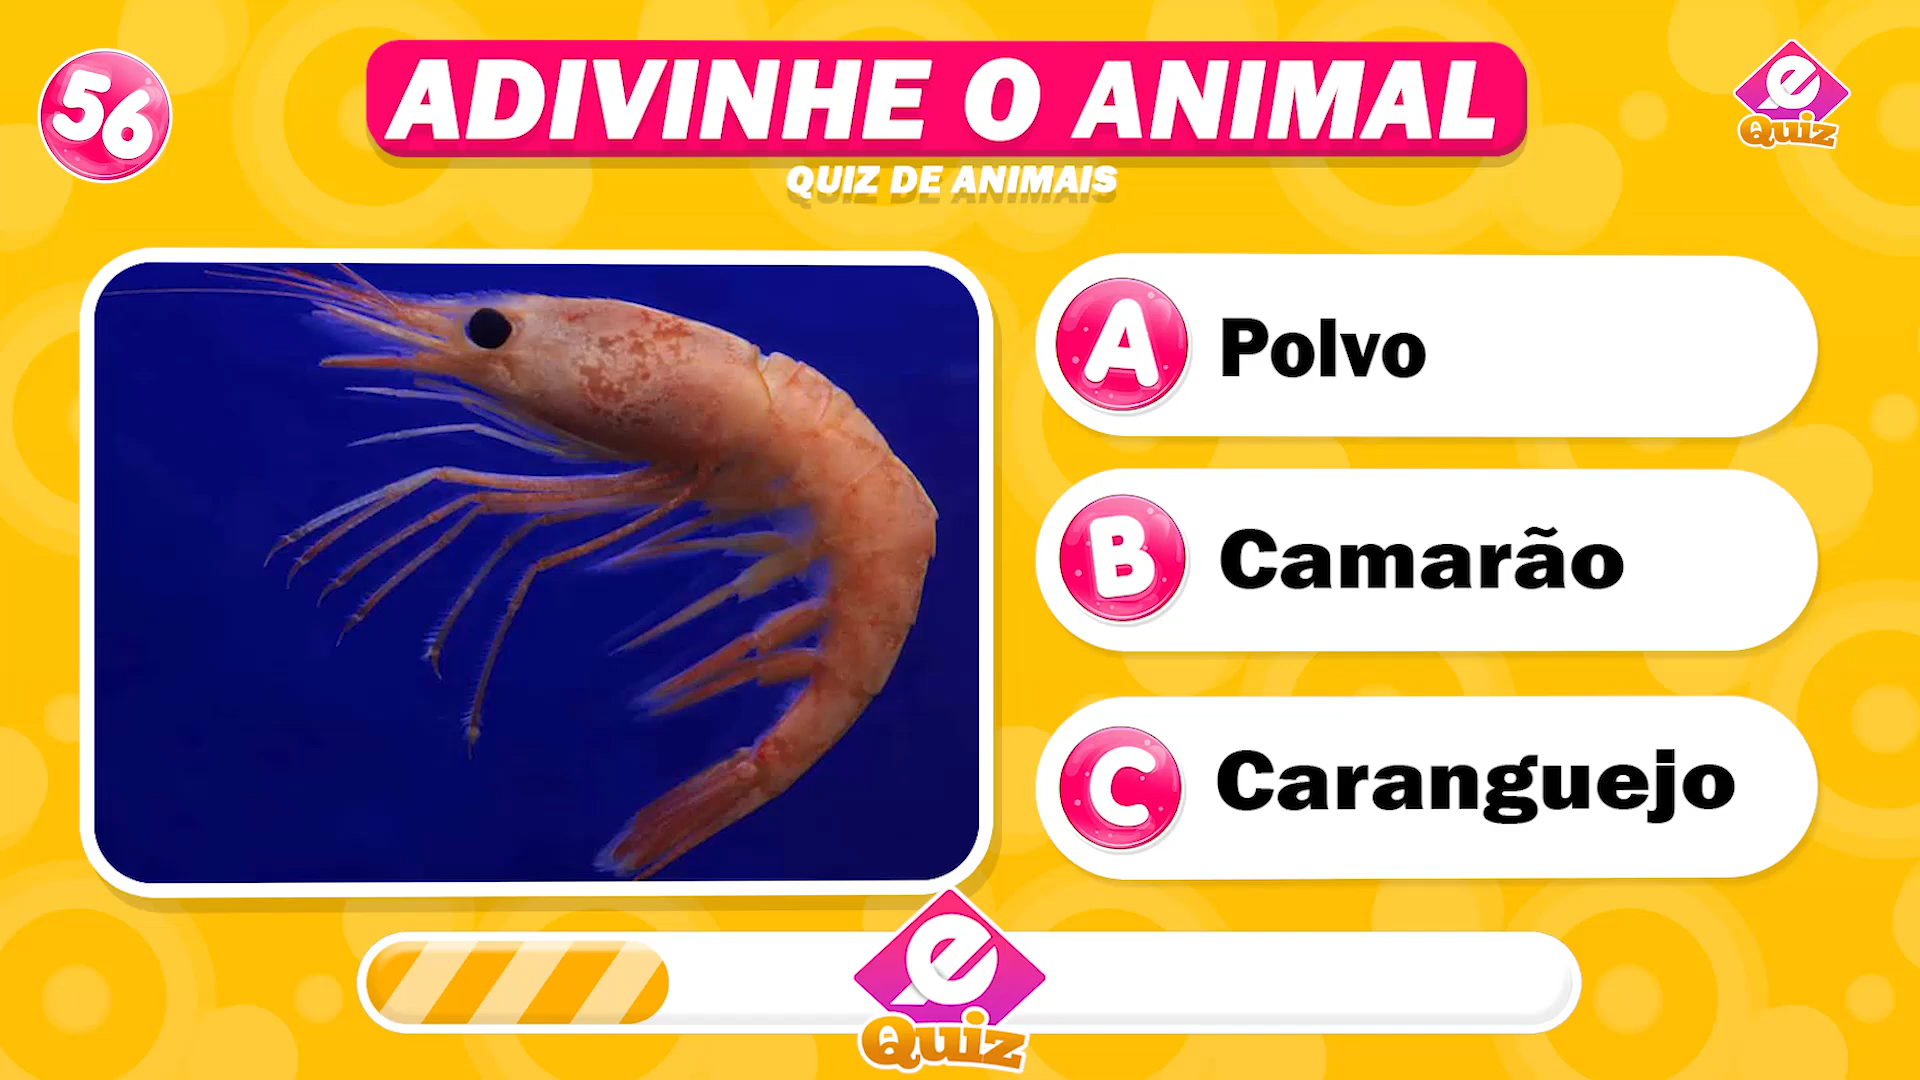 56
ADIVINHE O ANIMAL
e
Quiz
QUIZ DE ANIMAIS
A Polvo
B Camarão
C Caranguejo
e
Quiz